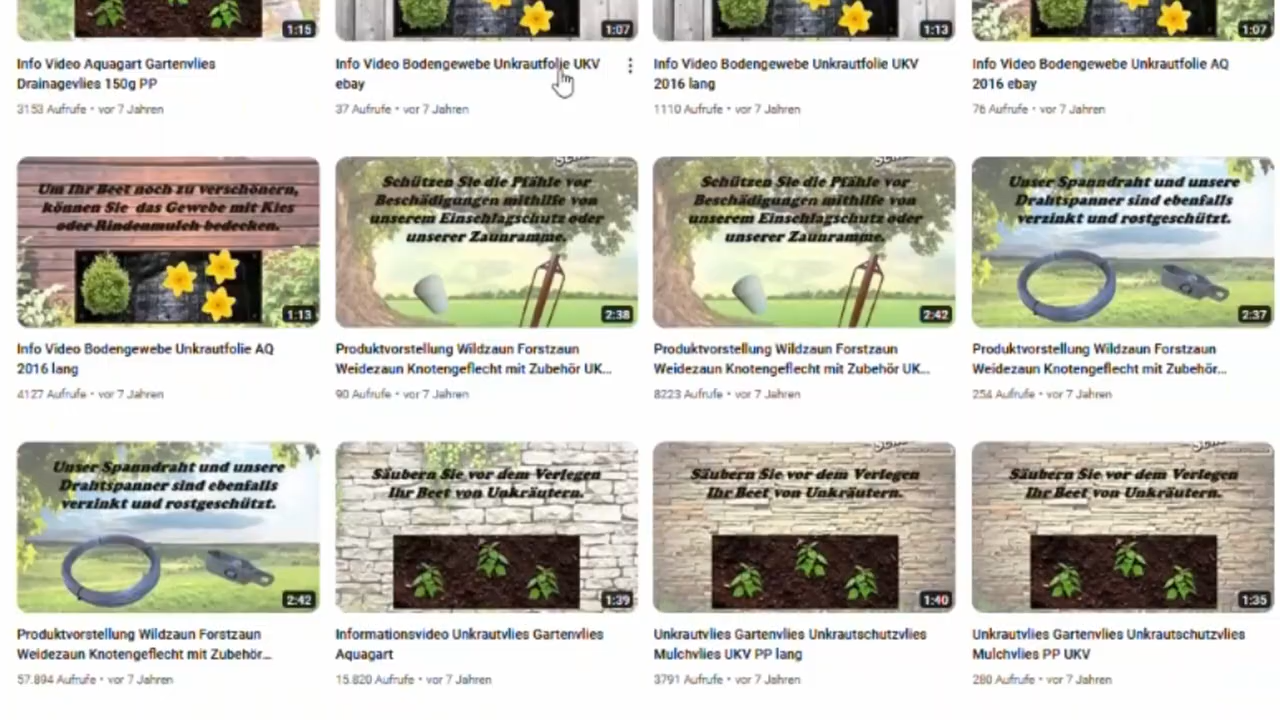 1:15
1:07
1:13
1:07
Info Video Aquagart Gartenvlies
Drainagevlies 150g PP
3153 Aufrufe • vor 7 Jahren
Info Video Bodengewebe Unkrautfolie UKV
ebay
37 Aufrufe • vor 7 Jahren
Info Video Bodengewebe Unkrautfolie UKV
2016 lang
1110 Aufrufe • vor 7 Jahren
Info Video Bodengewebe Unkrautfolie AQ
2016 ebay
76 Aufrufe • vor 7 Jahren
Um Ihr Beet noch zu verschönern,
können Sie das Gewebe mit Kies
oder Rindenmulch bedecken.
1:13
Schützen Sie die Pfähle vor
Beschädigungen mithilfe von
unserem Einschlagschutz oder
unserer Zaunramme.
2:38
Schützen Sie die Pfähle vor
Beschädigungen mithilfe von
unserem Einschlagschutz oder
unserer Zaunramme.
2:42
Unser Spanndraht und unsere
Drahtspanner sind ebenfalls
verzinkt und rostgeschützt.
2:37
Info Video Bodengewebe Unkrautfolie AQ
2016 lang
4127 Aufrufe • vor 7 Jahren
Produktvorstellung Wildzaun Forstzaun
Weidezaun Knotengeflecht mit Zubehör UK...
90 Aufrufe • vor 7 Jahren
Produktvorstellung Wildzaun Forstzaun
Weidezaun Knotengeflecht mit Zubehör UK...
8223 Aufrufe • vor 7 Jahren
Produktvorstellung Wildzaun Forstzaun
Weidezaun Knotengeflecht mit Zubehör...
254 Aufrufe • vor 7 Jahren
Unser Spanndraht und unsere
Drahtspanner sind ebenfalls
verzinkt und rostgeschützt.
2:42
Säubern Sie vor dem Verlegen
Ihr Beet von Unkräutern.
1:39
Säubern Sie vor dem Verlegen
Ihr Beet von Unkräutern.
1:40
Säubern Sie vor dem Verlegen
Ihr Beet von Unkräutern.
1:35
Produktvorstellung Wildzaun Forstzaun
Weidezaun Knotengeflecht mit Zubehör...
57.894 Aufrufe • vor 7 Jahren
Informationsvideo Unkrautvlies Gartenvlies
Aquagart
15.820 Aufrufe • vor 7 Jahren
Unkrautvlies Gartenvlies Unkrautschutzvlies
Mulchvlies UKV PP lang
3791 Aufrufe • vor 7 Jahren
Unkrautvlies Gartenvlies Unkrautschutzvlies
Mulchvlies PP UKV
280 Aufrufe • vor 7 Jahren